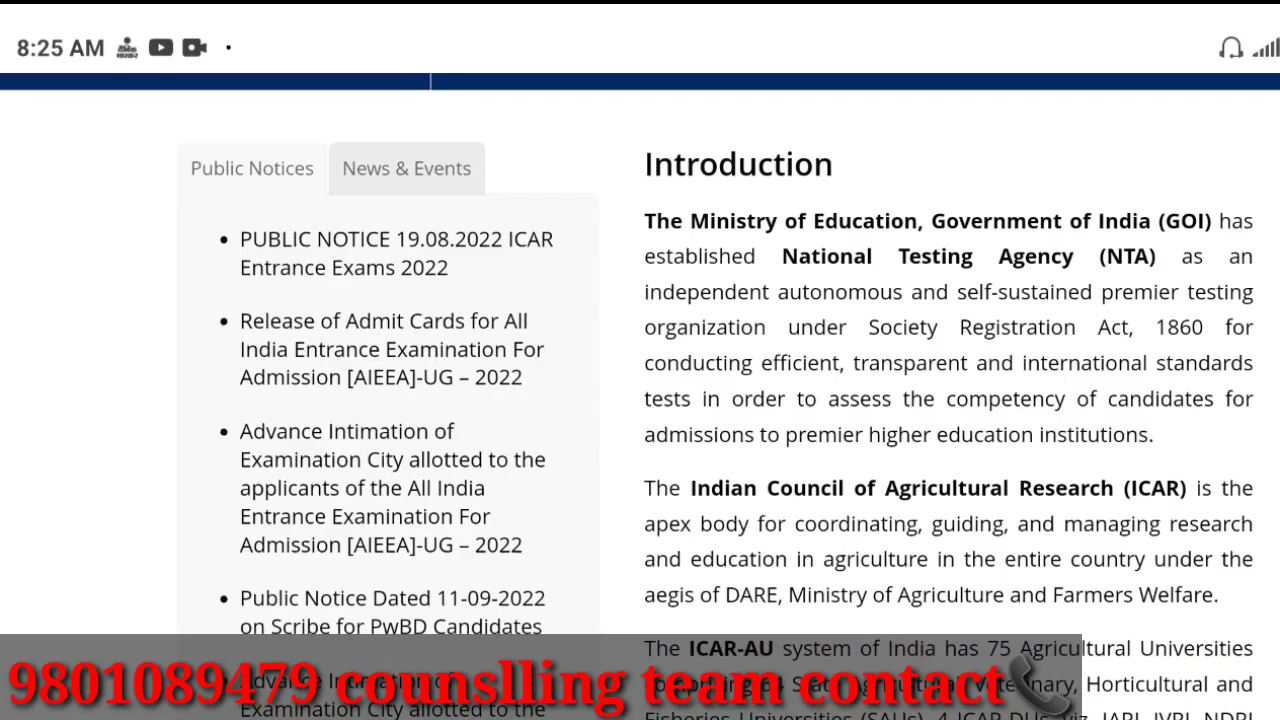 8:25 AM
Public Notices
News & Events
PUBLIC NOTICE 19.08.2022 ICAR
Entrance Exams 2022
Release of Admit Cards for All
India Entrance Examination For
Admission [AIEEA]-UG – 2022
Advance Intimation of
Examination City allotted to the
applicants of the All India
Entrance Examination For
Admission [AIEEA]-UG – 2022
Public Notice Dated 11-09-2022
on Scribe for PwBD Candidates
Examination City allotted to the
Introduction
The Ministry of Education, Government of India (GOI) has
established National Testing Agency (NTA) as an
independent autonomous and self-sustained premier testing
organization under Society Registration Act, 1860 for
conducting efficient, transparent and international standards
tests in order to assess the competency of candidates for
admissions to premier higher education institutions.
The Indian Council of Agricultural Research (ICAR) is the
apex body for coordinating, guiding, and managing research
and education in agriculture in the entire country under the
aegis of DARE, Ministry of Agriculture and Farmers Welfare.
The ICAR-AU system of India has 75 Agricultural Universities
Horticultural and
9801089479 counslling team contact